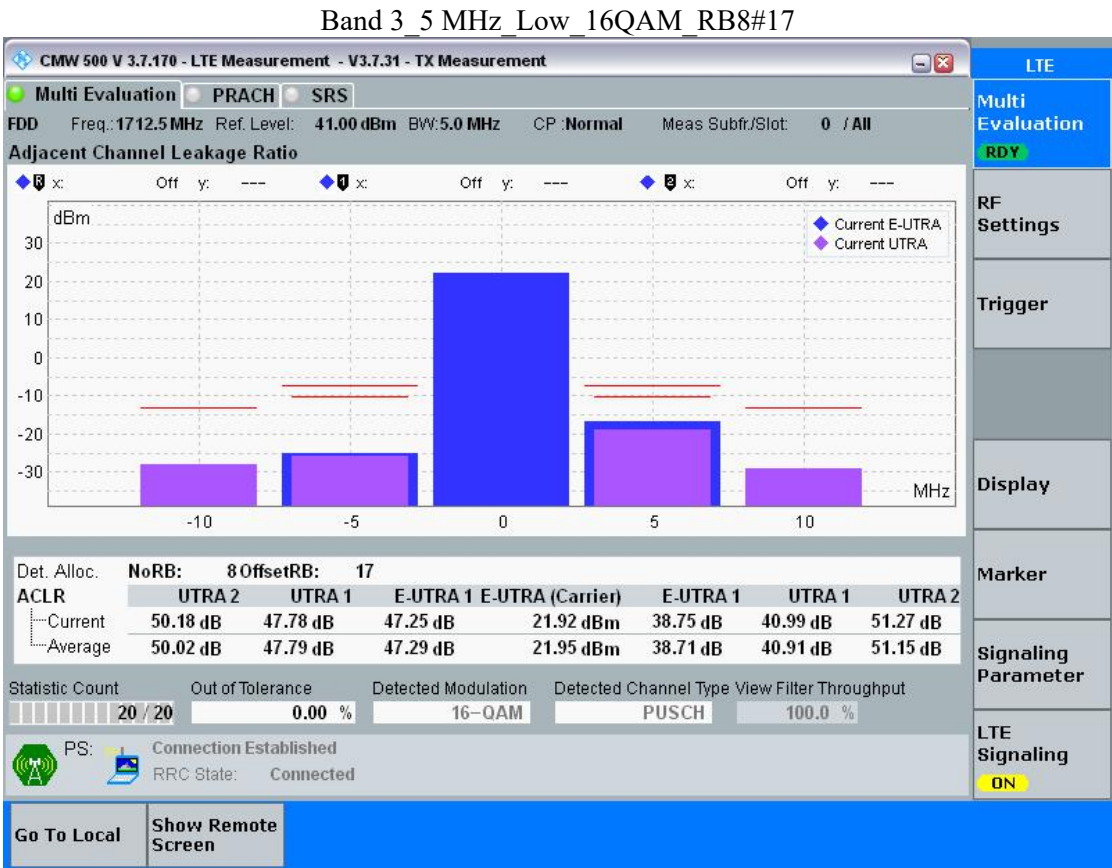 Band 3_5 MHz_Low_16QAM_RB8#17
CMW 500 V 3.7.170 - LTE Measurement - V3.7.31 - TX Measurement
LTE
Multi Evaluation PRACH SRS
Multi Evaluation
RDY
FDD Freq.: 1712.5 MHz Ref. Level: 41.00 dBm BW: 5.0 MHz CP : Normal Meas Subfr./Slot: 0 / All
Adjacent Channel Leakage Ratio
R x: Off y: --- 1 x: Off y: --- 2 x: Off y: ---
dBm
Current E-UTRA
Current UTRA
30
20
10
0
-10
-20
-30
MHz
-10 -5 0 5 10
Det. Alloc. NoRB: 8 OffsetRB: 17
ACLR UTRA 2 UTRA 1 E-UTRA 1 E-UTRA (Carrier) E-UTRA 1 UTRA 1 UTRA 2
Current 50.18 dB 47.78 dB 47.25 dB 21.92 dBm 38.75 dB 40.99 dB 51.27 dB
Average 50.02 dB 47.79 dB 47.29 dB 21.95 dBm 38.71 dB 40.91 dB 51.15 dB
Statistic Count Out of Tolerance Detected Modulation Detected Channel Type View Filter Throughput
20 / 20 0.00 % 16-QAM PUSCH 100.0 %
PS: Connection Established
RRC State: Connected
RF
Settings
Trigger
Display
Marker
Signaling
Parameter
LTE
Signaling
ON
Go To Local
Show Remote
Screen